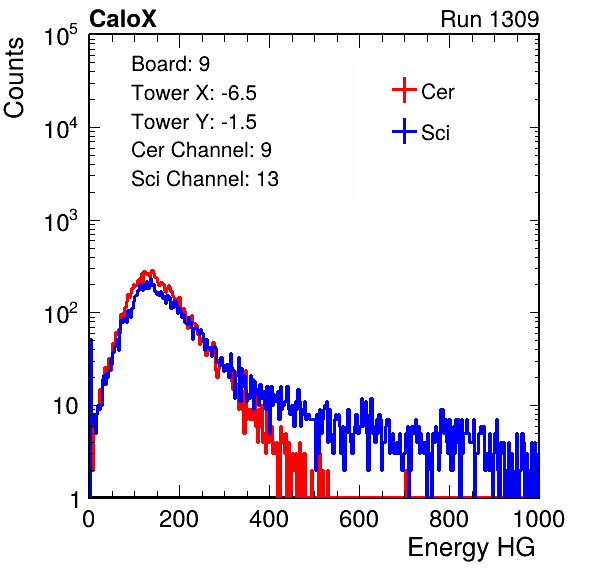 CaloX Run 1309
Counts
Board: 9
Tower X: -6.5
Tower Y: -1.5
Cer Channel: 9
Sci Channel: 13
Cer
Sci
10^5
10^4
10^3
10^2
10
1
0 200 400 600 800 1000
Energy HG